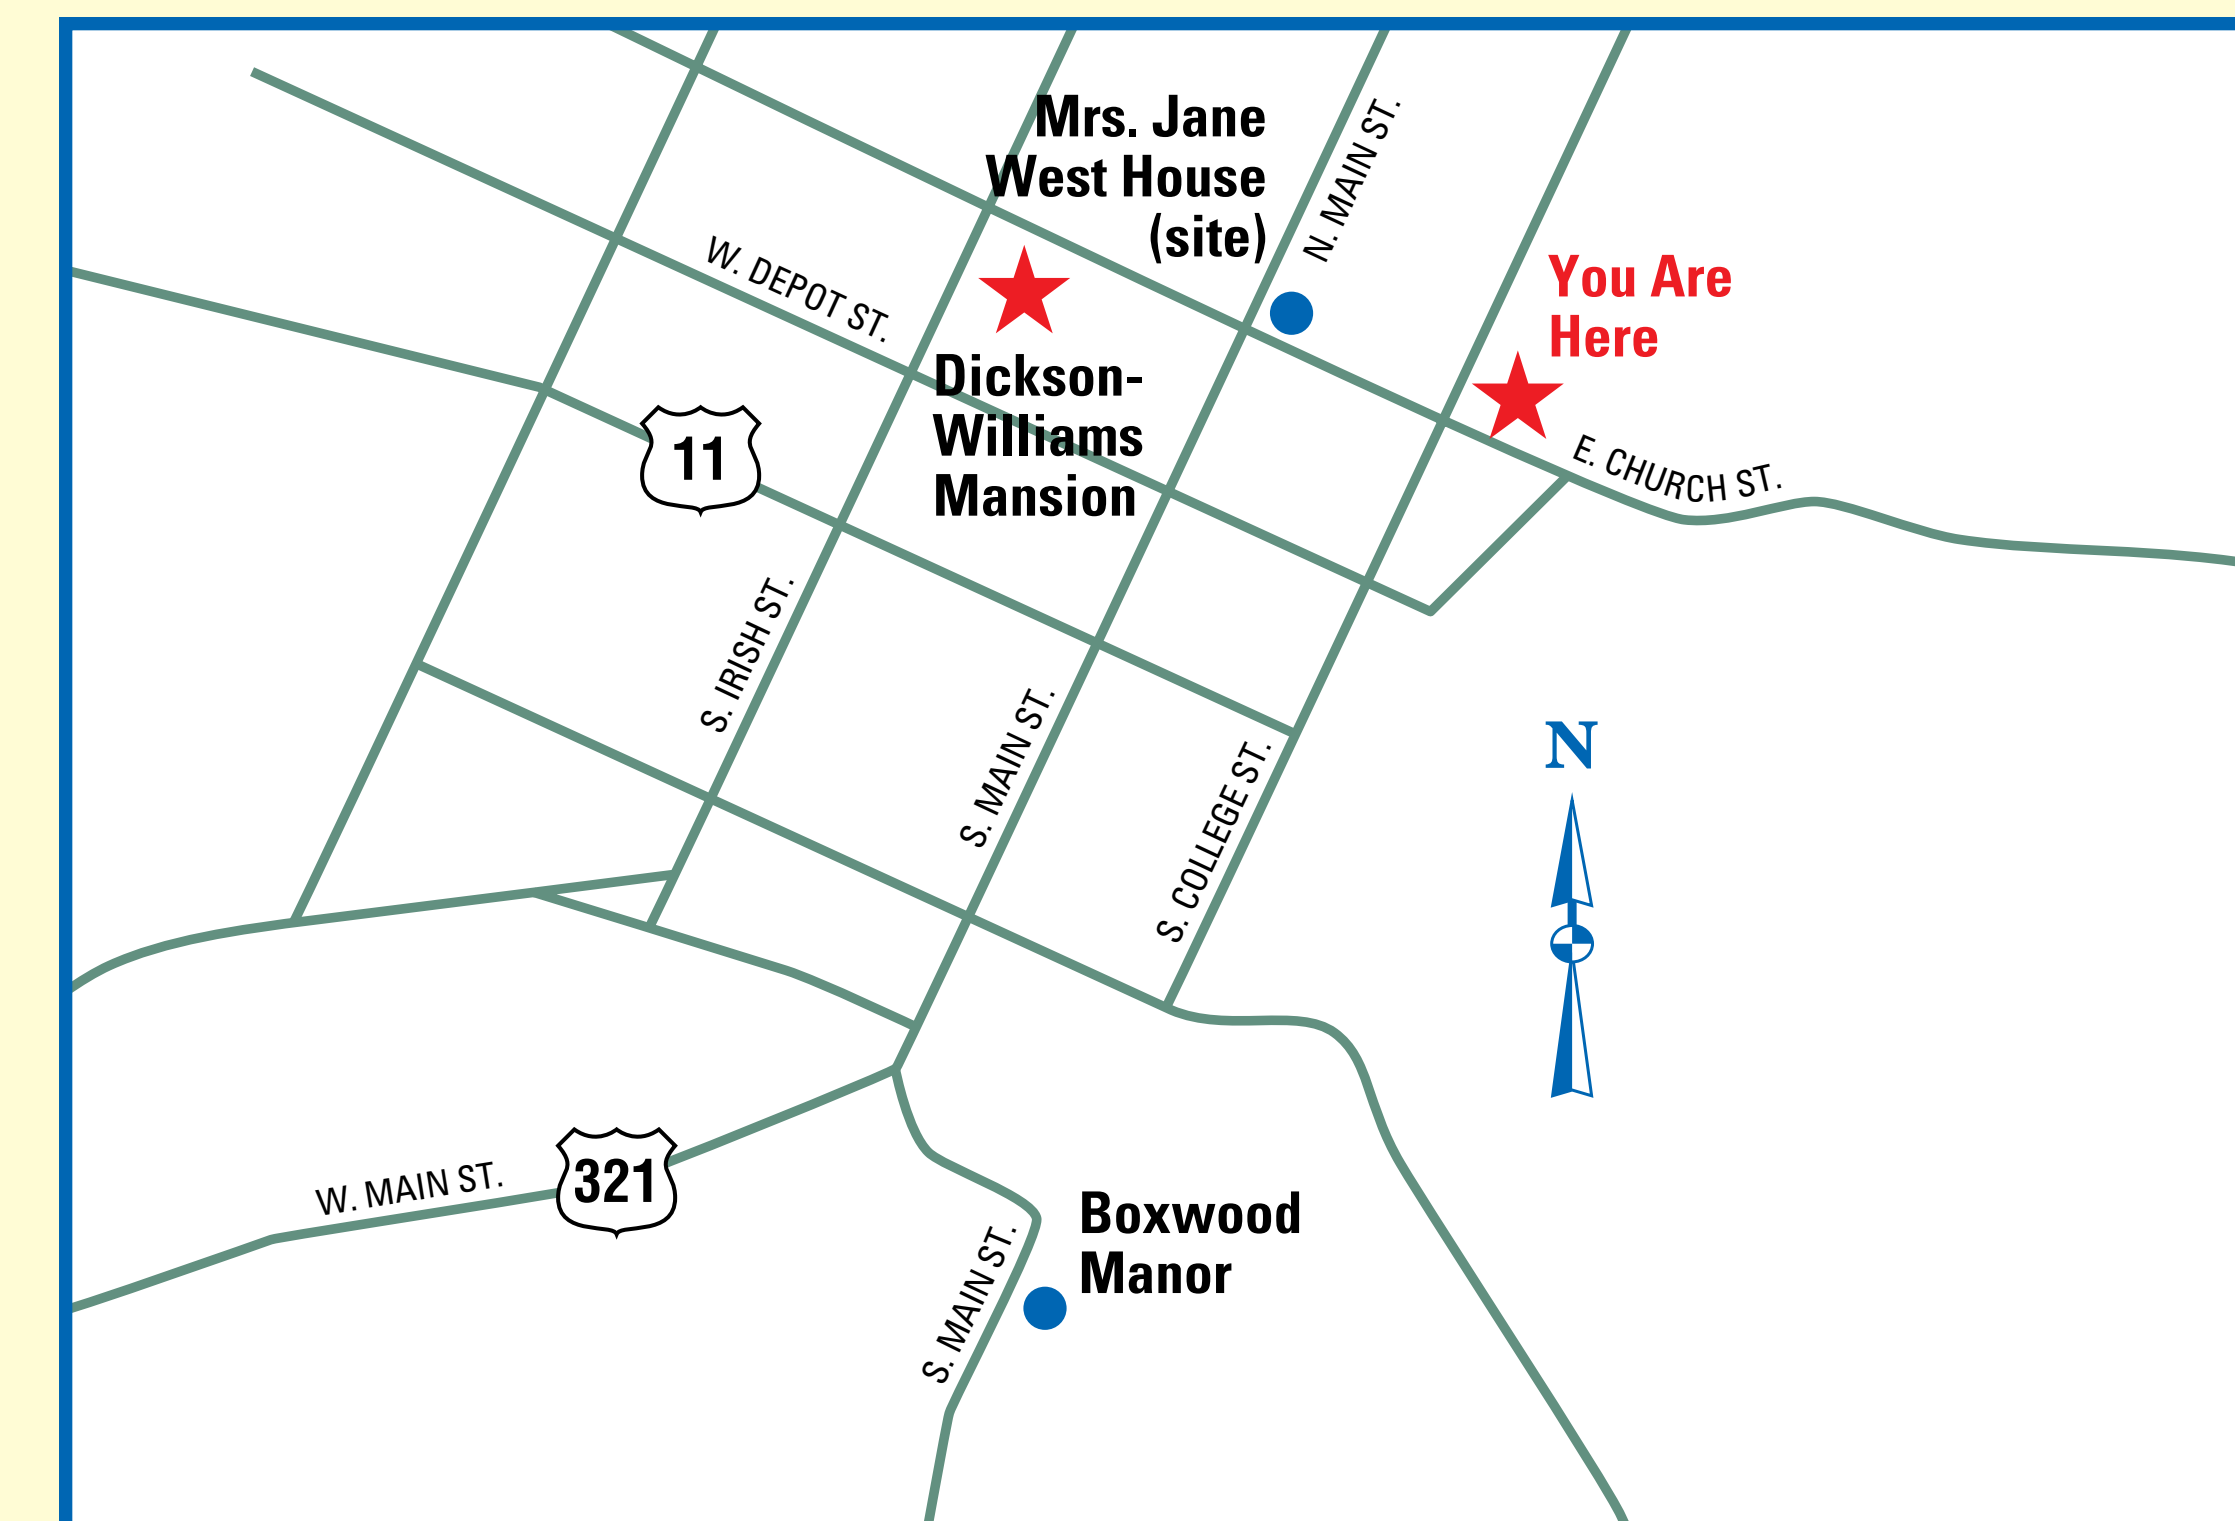 Mrs. Jane
West House
(site)
N. MAIN ST.
You Are
Here
W. DEPOT ST.
Dickson-
Williams
Mansion
11
E. CHURCH ST.
S. IRISH ST.
S. MAIN ST.
S. COLLEGE ST.
N
W. MAIN ST.
321
Boxwood
Manor
S. MAIN ST.